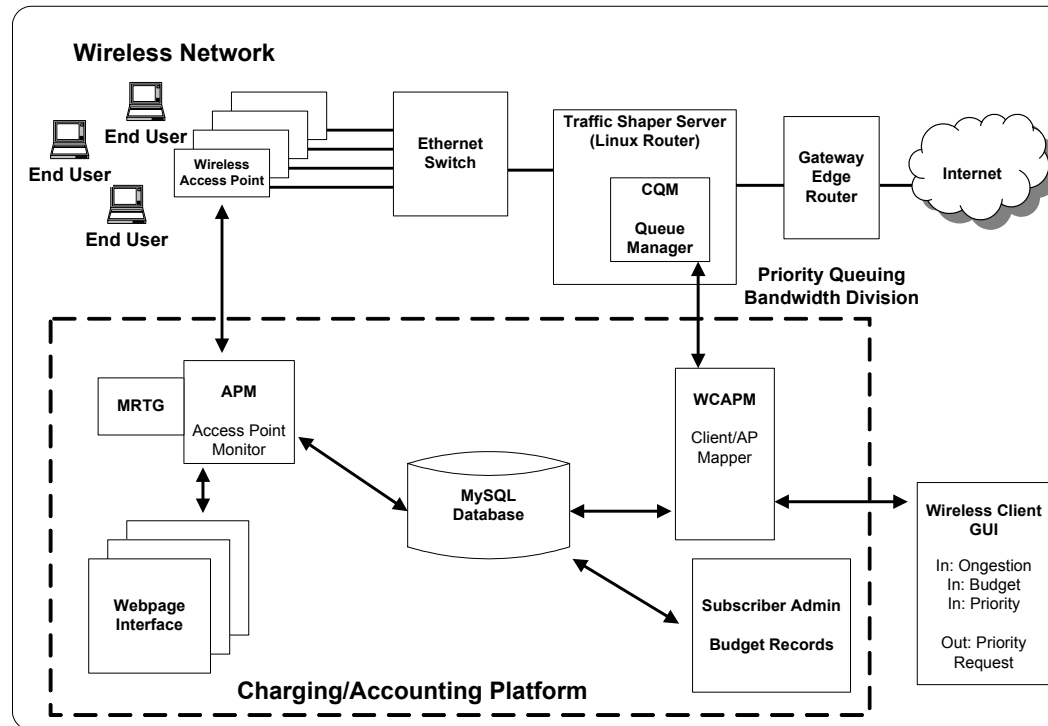 Wireless Network
End User
End User
End User
Wireless
Access Point
Ethernet
Switch
Traffic Shaper Server
(Linux Router)
CQM
Queue
Manager
Gateway
Edge
Router
Internet
Priority Queuing
Bandwidth Division
MRTG
APM
Access Point
Monitor
WCAPM
Client/AP
Mapper
MySQL
Database
Wireless Client
GUI
In: Ongestion
In: Budget
In: Priority
Out: Priority
Request
Webpage
Interface
Subscriber Admin
Budget Records
Charging/Accounting Platform